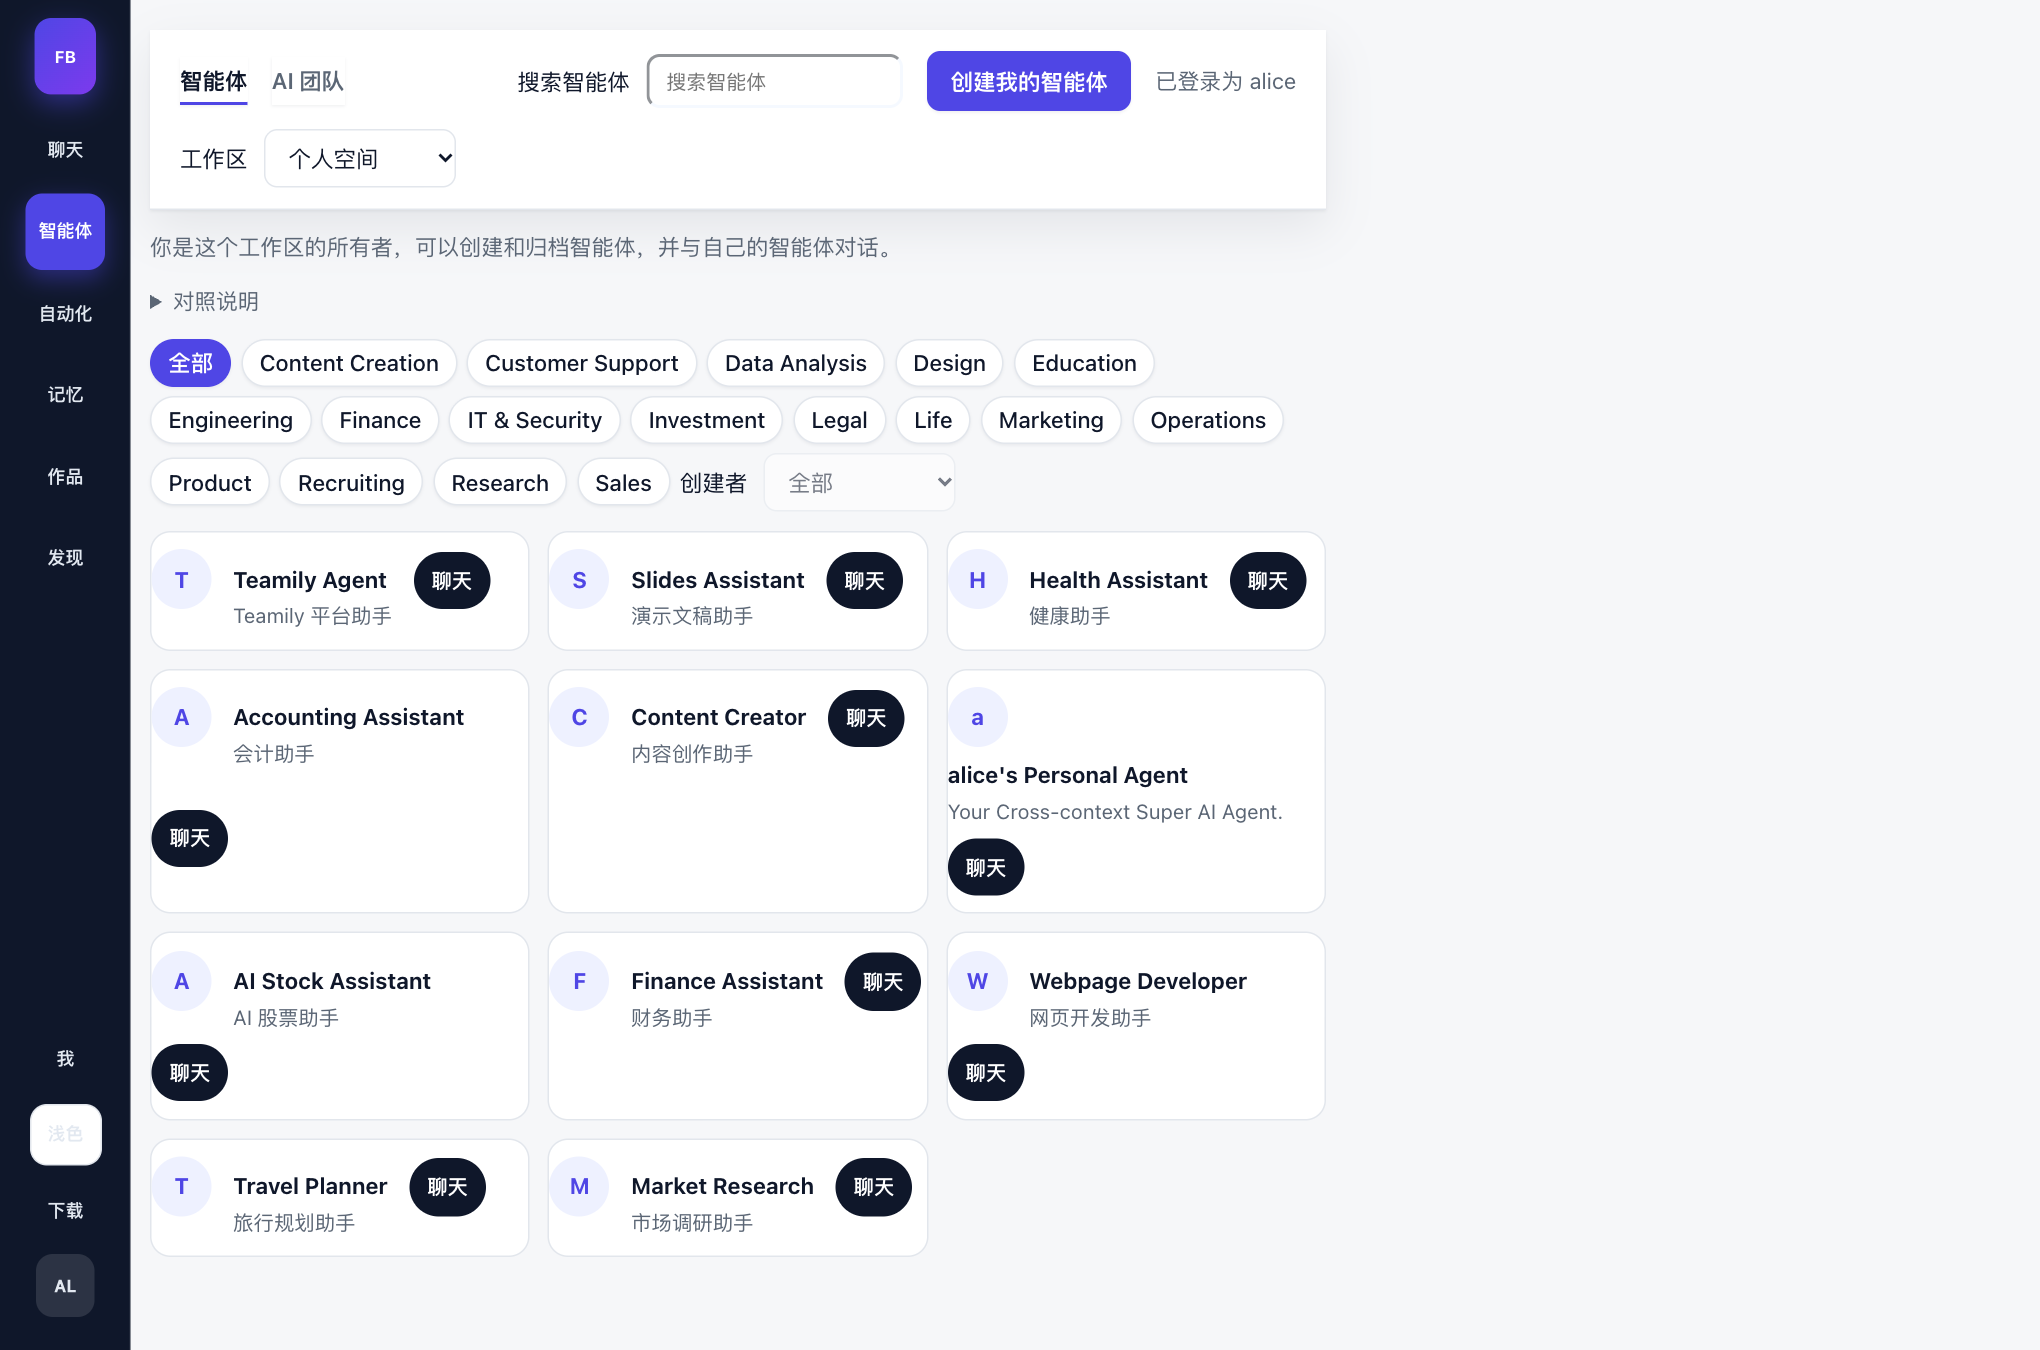 FB
聊天
智能体
自动化
记忆
作品
发现
我
浅色
下载
AL
智能体 AI 团队 搜索智能体 搜索智能体 创建我的智能体 已登录为 alice
工作区 个人空间
你是这个工作区的所有者，可以创建和归档智能体，并与自己的智能体对话。
对照说明
全部 Content Creation Customer Support Data Analysis Design Education
Engineering Finance IT & Security Investment Legal Life Marketing Operations
Product Recruiting Research Sales 创建者 全部
T Teamily Agent 聊天
Teamily 平台助手
S Slides Assistant 聊天
演示文稿助手
H Health Assistant 聊天
健康助手
A Accounting Assistant
会计助手
聊天
C Content Creator 聊天
内容创作助手
a
alice's Personal Agent
Your Cross-context Super AI Agent.
聊天
A AI Stock Assistant
AI 股票助手
聊天
F Finance Assistant 聊天
财务助手
W Webpage Developer
网页开发助手
聊天
T Travel Planner 聊天
旅行规划助手
M Market Research 聊天
市场调研助手